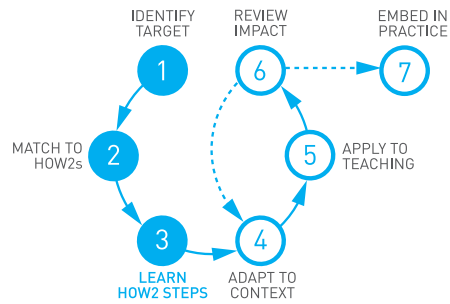 IDENTIFY
TARGET
1
MATCH TO
HOW2s
2
3
LEARN
HOW2 STEPS
4
ADAPT TO
CONTEXT
5
APPLY TO
TEACHING
REVIEW
IMPACT
6
EMBED IN
PRACTICE
7